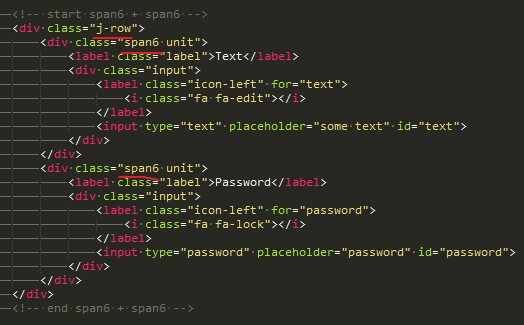 <!-- start span6 + span6 -->
<div class="j-row">
<div class="span6 unit">
<label class="label">Text</label>
<div class="input">
<label class="icon-left" for="text">
<i class="fa fa-edit"></i>
</label>
<input type="text" placeholder="some text" id="text">
</div>
</div>
<div class="span6 unit">
<label class="label">Password</label>
<div class="input">
<label class="icon-left" for="password">
<i class="fa fa-lock"></i>
</label>
<input type="password" placeholder="password" id="password">
</div>
</div>
</div>
<!-- end span6 + span6 -->